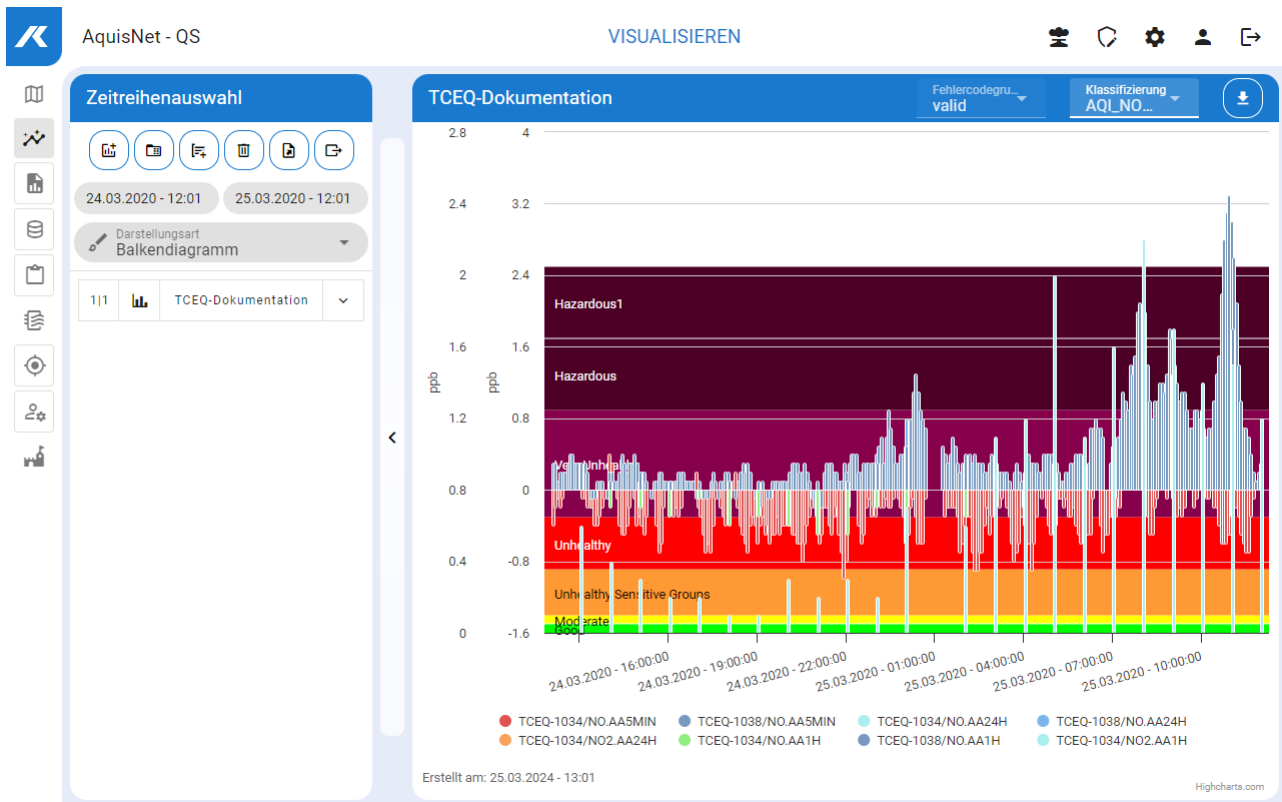 AquisNet - QS
VISUALISIEREN
Zeitreihenauswahl
24.03.2020 - 12:01
25.03.2020 - 12:01
Darstellungsart
Balkendiagramm
1|1
TCEQ-Dokumentation
TCEQ-Dokumentation
Fehlercodegru...
valid
Klassifizierung
AQI_NO...
2.8
4
2.4
3.2
2
2.4
1.6
1.6
1.2
0.8
0.8
0
0.4
-0.8
0
-1.6
ppb
ppb
Hazardous1
Hazardous
Very Unhealthy
Unhealthy
Unhealthy Sensitive Groups
Moderate
Good
24.03.2020 - 16:00:00
24.03.2020 - 19:00:00
24.03.2020 - 22:00:00
25.03.2020 - 01:00:00
25.03.2020 - 04:00:00
25.03.2020 - 07:00:00
25.03.2020 - 10:00:00
TCEQ-1034/NO.AA5MIN
TCEQ-1038/NO.AA5MIN
TCEQ-1034/NO.AA24H
TCEQ-1038/NO.AA24H
TCEQ-1034/NO2.AA24H
TCEQ-1034/NO.AA1H
TCEQ-1038/NO.AA1H
TCEQ-1034/NO2.AA1H
Erstellt am: 25.03.2024 - 13:01
Highcharts.com